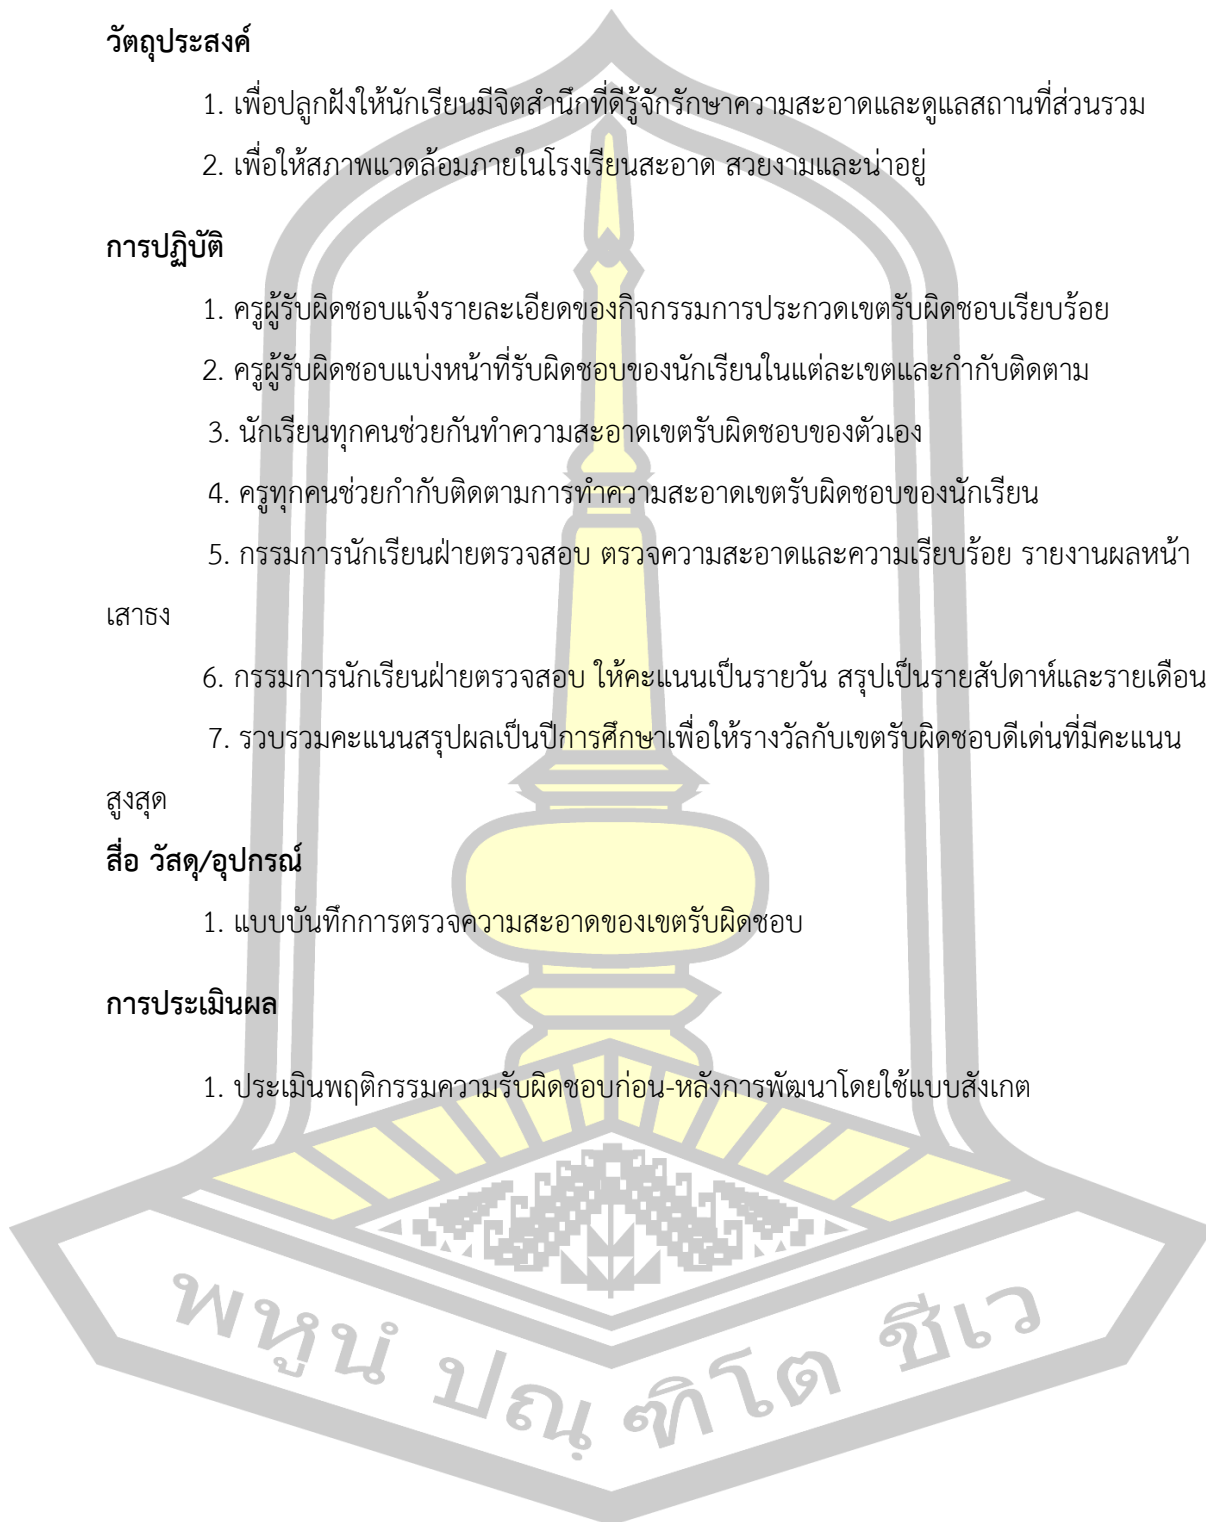 วัตถุประสงค์
1. เพื่อปลูกฝังให้นักเรียนมีจิตสำนึกที่ดีรู้จักรักษาความสะอาดและดูแลสถานที่ส่วนรวม
2. เพื่อให้สภาพแวดล้อมภายในโรงเรียนสะอาด สวยงามและน่าอยู่
การปฏิบัติ
1. ครูผู้รับผิดชอบแจ้งรายละเอียดของกิจกรรมการประกวดเขตรับผิดชอบเรียบร้อย
2. ครูผู้รับผิดชอบแบ่งหน้าที่รับผิดชอบของนักเรียนในแต่ละเขตและกำกับติดตาม
3. นักเรียนทุกคนช่วยกันทำความสะอาดเขตรับผิดชอบของตัวเอง
4. ครูทุกคนช่วยกำกับติดตามการทำความสะอาดเขตรับผิดชอบของนักเรียน
5. กรรมการนักเรียนฝ่ายตรวจสอบ ตรวจความสะอาดและความเรียบร้อย รายงานผลหน้า
เสาธง
6. กรรมการนักเรียนฝ่ายตรวจสอบ ให้คะแนนเป็นรายวัน สรุปเป็นรายสัปดาห์และรายเดือน
7. รวบรวมคะแนนสรุปผลเป็นปีการศึกษาเพื่อให้รางวัลกับเขตรับผิดชอบดีเด่นที่มีคะแนน
สูงสุด
สื่อ วัสดุ/อุปกรณ์
1. แบบบันทึกการตรวจความสะอาดของเขตรับผิดชอบ
การประเมินผล
1. ประเมินพฤติกรรมความรับผิดชอบก่อน-หลังการพัฒนาโดยใช้แบบสังเกต
พหูนํ ปณฺ ฑิโต ชีเว